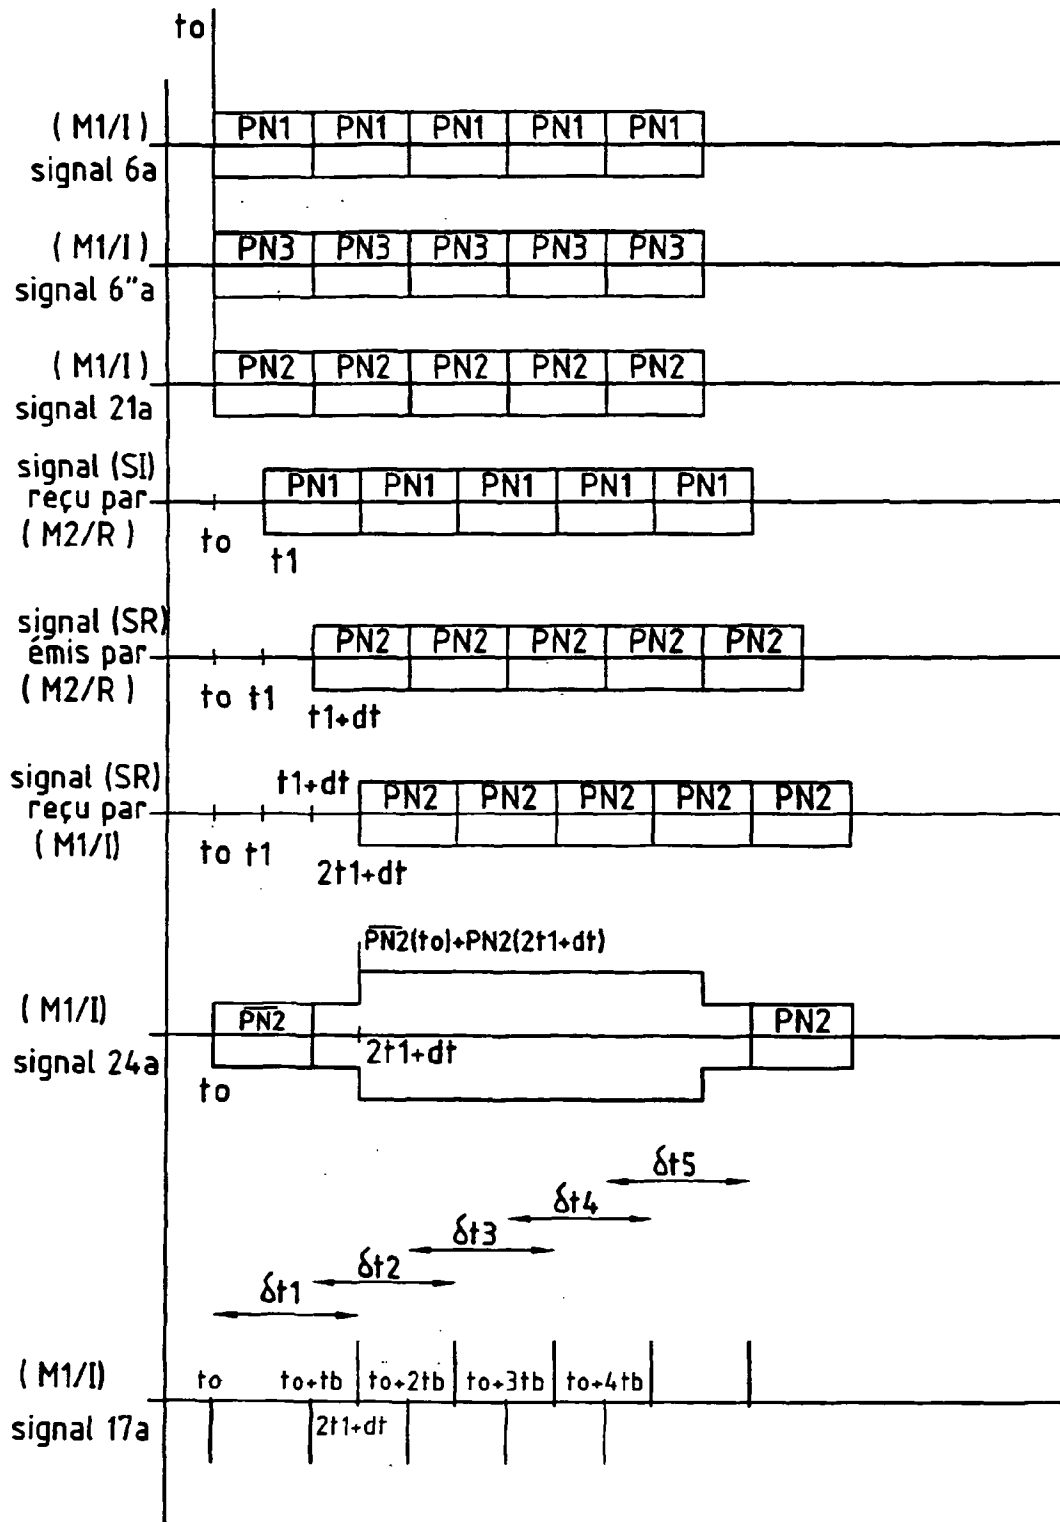 to
( M1/I )
PN1 PN1 PN1 PN1 PN1
signal 6a
( M1/I )
PN3 PN3 PN3 PN3 PN3
signal 6"a
( M1/I )
PN2 PN2 PN2 PN2 PN2
signal 21a
signal (SI)
reçu par
( M2/R )
PN1 PN1 PN1 PN1 PN1
to
t1
signal (SR)
émis par
( M2/R )
PN2 PN2 PN2 PN2 PN2
to t1
t1+dt
signal (SR)
reçu par
( M1/I)
t1+dt
PN2 PN2 PN2 PN2 PN2
to t1
2t1+dt
P̅N̅2(to)+PN2(2t1+dt)
( M1/I)
signal 24a
P̅N̅2
PN2
2t1+dt
to
δt5
δt4
δt3
δt2
δt1
( M1/I)
signal 17a
to to+tb to+2tb to+3tb to+4tb
2t1+dt